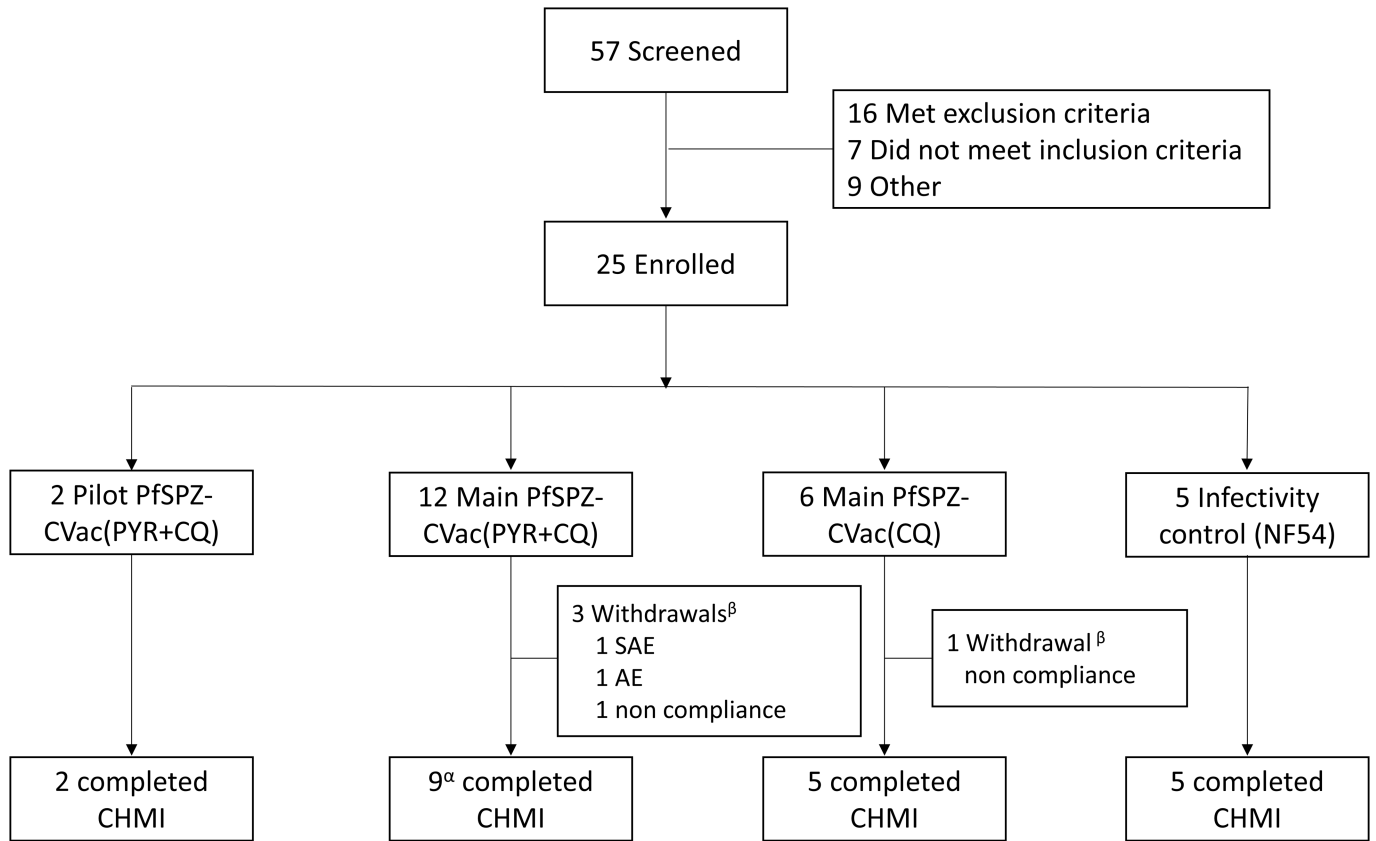 57 Screened
16 Met exclusion criteria
7 Did not meet inclusion criteria
9 Other
25 Enrolled
2 Pilot PfSPZ-
CVac(PYR+CQ)
12 Main PfSPZ-
CVac(PYR+CQ)
6 Main PfSPZ-
CVac(CQ)
5 Infectivity
control (NF54)
3 Withdrawalsᵝ
1 SAE
1 AE
1 non compliance
1 Withdrawal ᵝ
non compliance
2 completed
CHMI
9ᵅ completed
CHMI
5 completed
CHMI
5 completed
CHMI